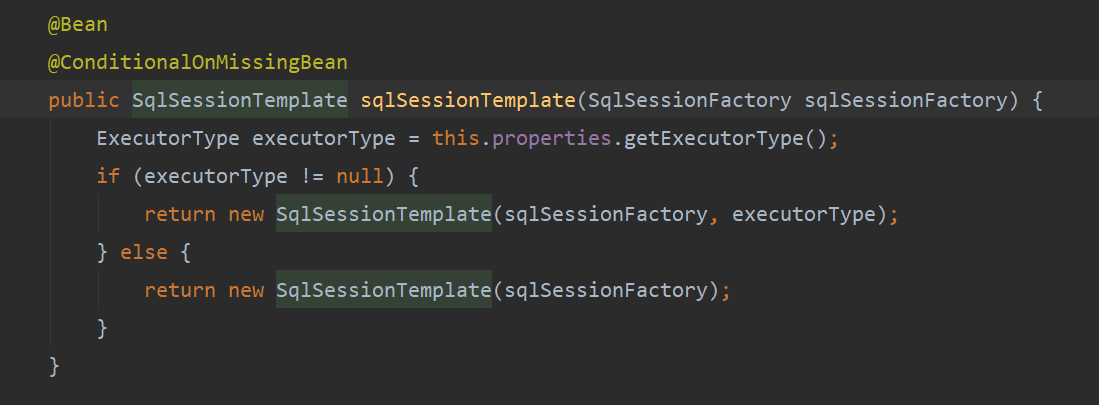 @Bean
@ConditionalOnMissingBean
public SqlSessionTemplate sqlSessionTemplate(SqlSessionFactory sqlSessionFactory) {
    ExecutorType executorType = this.properties.getExecutorType();
    if (executorType != null) {
        return new SqlSessionTemplate(sqlSessionFactory, executorType);
    } else {
        return new SqlSessionTemplate(sqlSessionFactory);
    }
}